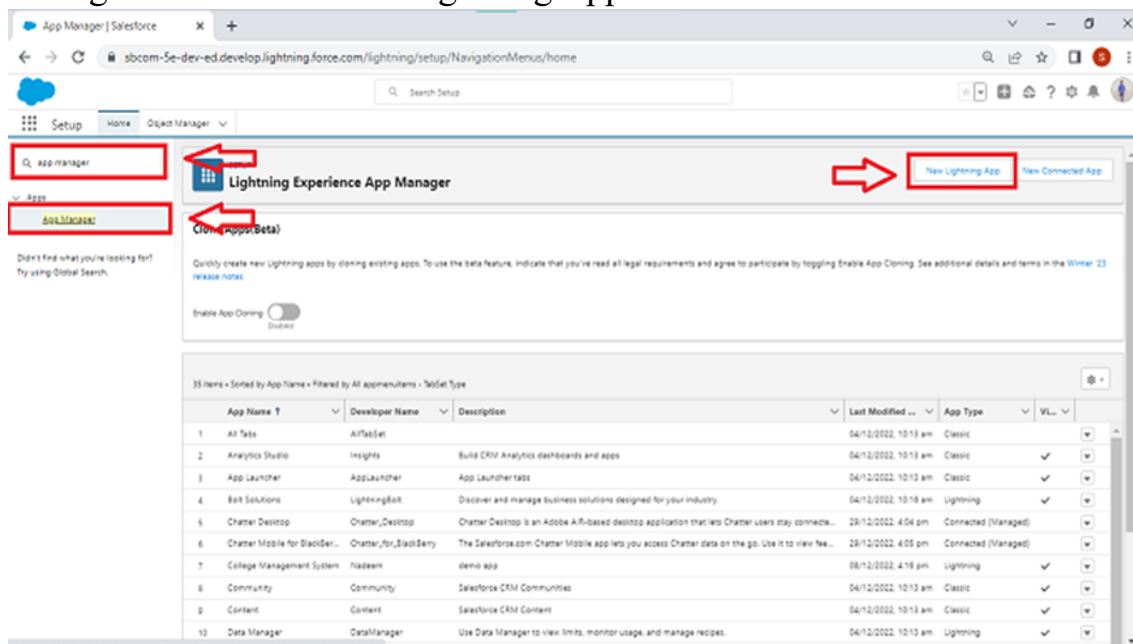 App Manager | Salesforce
sbcom-5e-dev-ed.develop.lightning.force.com/lightning/setup/NavigationMenus/home
S
Search Setup
Setup
Home
Object Manager
app manager
Apps
App Manager
Didn't find what you're looking for?
Try using Global Search.
SETUP
Lightning Experience App Manager
New Lightning App
New Connected App
Apps(Beta)
Quickly create new Lightning apps by cloning existing apps. To use the beta feature, indicate that you've read all legal requirements and agree to participate by toggling Enable App Cloning. See additional details and terms in the Winter '23
release notes.
Enable App Cloning
Disabled
35 items • Sorted by App Name • Filtered by All appmenuitems - TabSet Type
App Name ↑ Developer Name Description Last Modified ... App Type Vi...
1 All Tabs AllTabSet 04/12/2022, 10:13 am Classic
2 Analytics Studio Insights Build CRM Analytics dashboards and apps 04/12/2022, 10:13 am Classic
3 App Launcher AppLauncher App Launcher tabs 04/12/2022, 10:13 am Classic
4 Bolt Solutions LightningBolt Discover and manage business solutions designed for your industry. 04/12/2022, 10:16 am Lightning
5 Chatter Desktop Chatter_Desktop Chatter Desktop is an Adobe AIR-based desktop application that lets Chatter users stay connecte... 29/12/2022, 4:04 pm Connected (Managed)
6 Chatter Mobile for BlackBer... Chatter_for_BlackBerry The Salesforce.com Chatter Mobile app lets you access Chatter data on the go. Use it to view fee... 29/12/2022, 4:05 pm Connected (Managed)
7 College Management System Nadeem demo app 08/12/2022, 4:16 pm Lightning
8 Community Community Salesforce CRM Communities 04/12/2022, 10:13 am Classic
9 Content Content Salesforce CRM Content 04/12/2022, 10:13 am Classic
10 Data Manager DataManager Use Data Manager to view limits, monitor usage, and manage recipes. 04/12/2022, 10:13 am Lightning